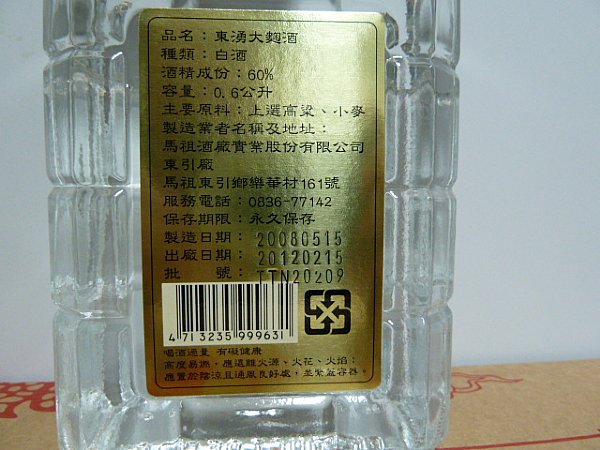 品名：東湧大麴酒
種類：白酒
酒精成份：60%
容量：0.6公升
主要原料：上選高粱、小麥
製造業者名稱及地址：
馬祖酒廠實業股份有限公司
東引廠
馬祖東引鄉樂華村161號
服務電話：0836-77142
保存期限：永久保存
製造日期：20080515
出廠日期：20120215
批　　號：TTN20209
4 713235 999631
喝酒過量 有礙健康
高度易燃，應遠離火源、火花、火焰；
應置於陰涼且通風良好處，並緊蓋容器。